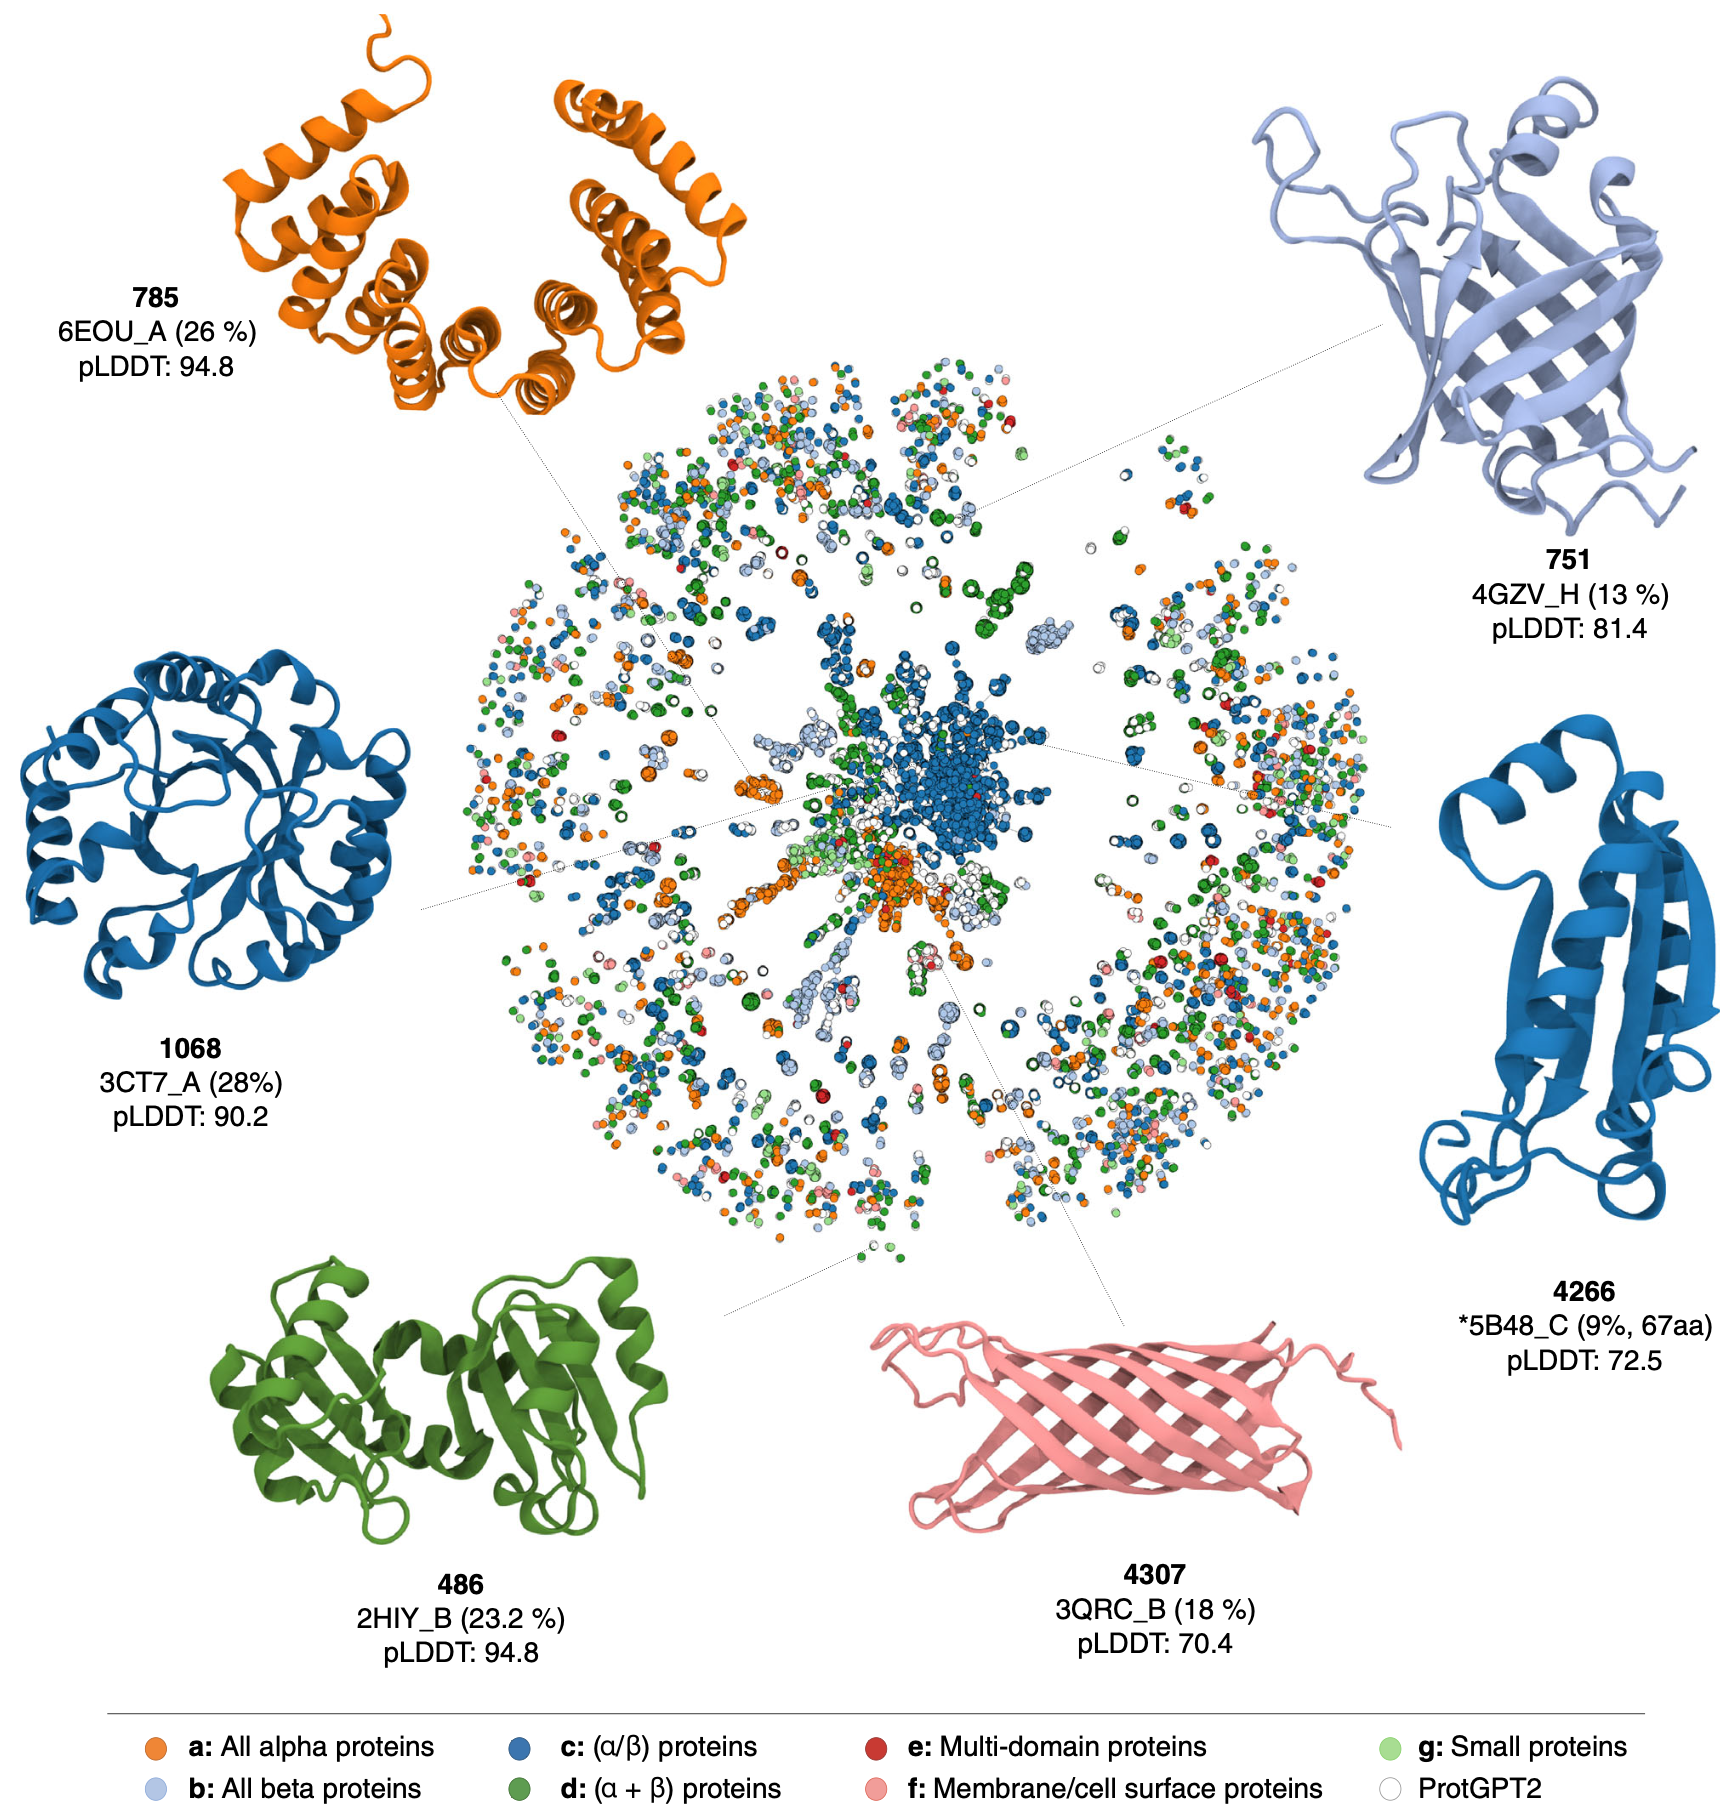 785
6EOU_A (26 %)
pLDDT: 94.8
751
4GZV_H (13 %)
pLDDT: 81.4
1068
3CT7_A (28%)
pLDDT: 90.2
4266
*5B48_C (9%, 67aa)
pLDDT: 72.5
486
2HIY_B (23.2 %)
pLDDT: 94.8
4307
3QRC_B (18 %)
pLDDT: 70.4
a: All alpha proteins
c: (α/β) proteins
e: Multi-domain proteins
g: Small proteins
b: All beta proteins
d: (α + β) proteins
f: Membrane/cell surface proteins
ProtGPT2